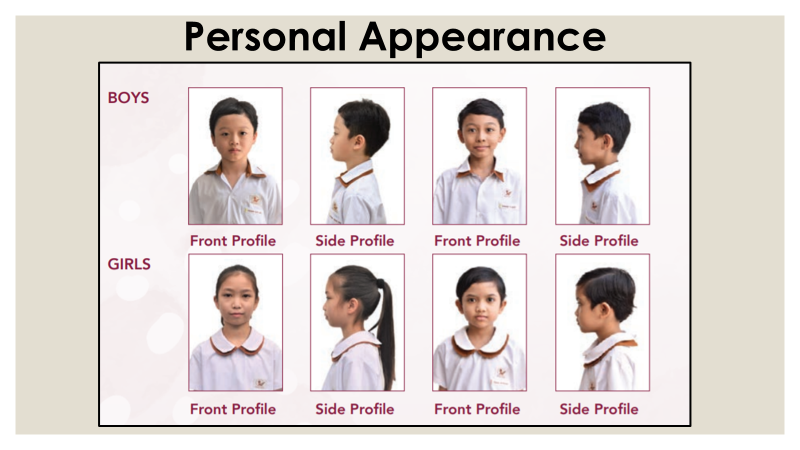 Personal Appearance
BOYS
Front Profile Side Profile Front Profile Side Profile
GIRLS
Front Profile Side Profile Front Profile Side Profile